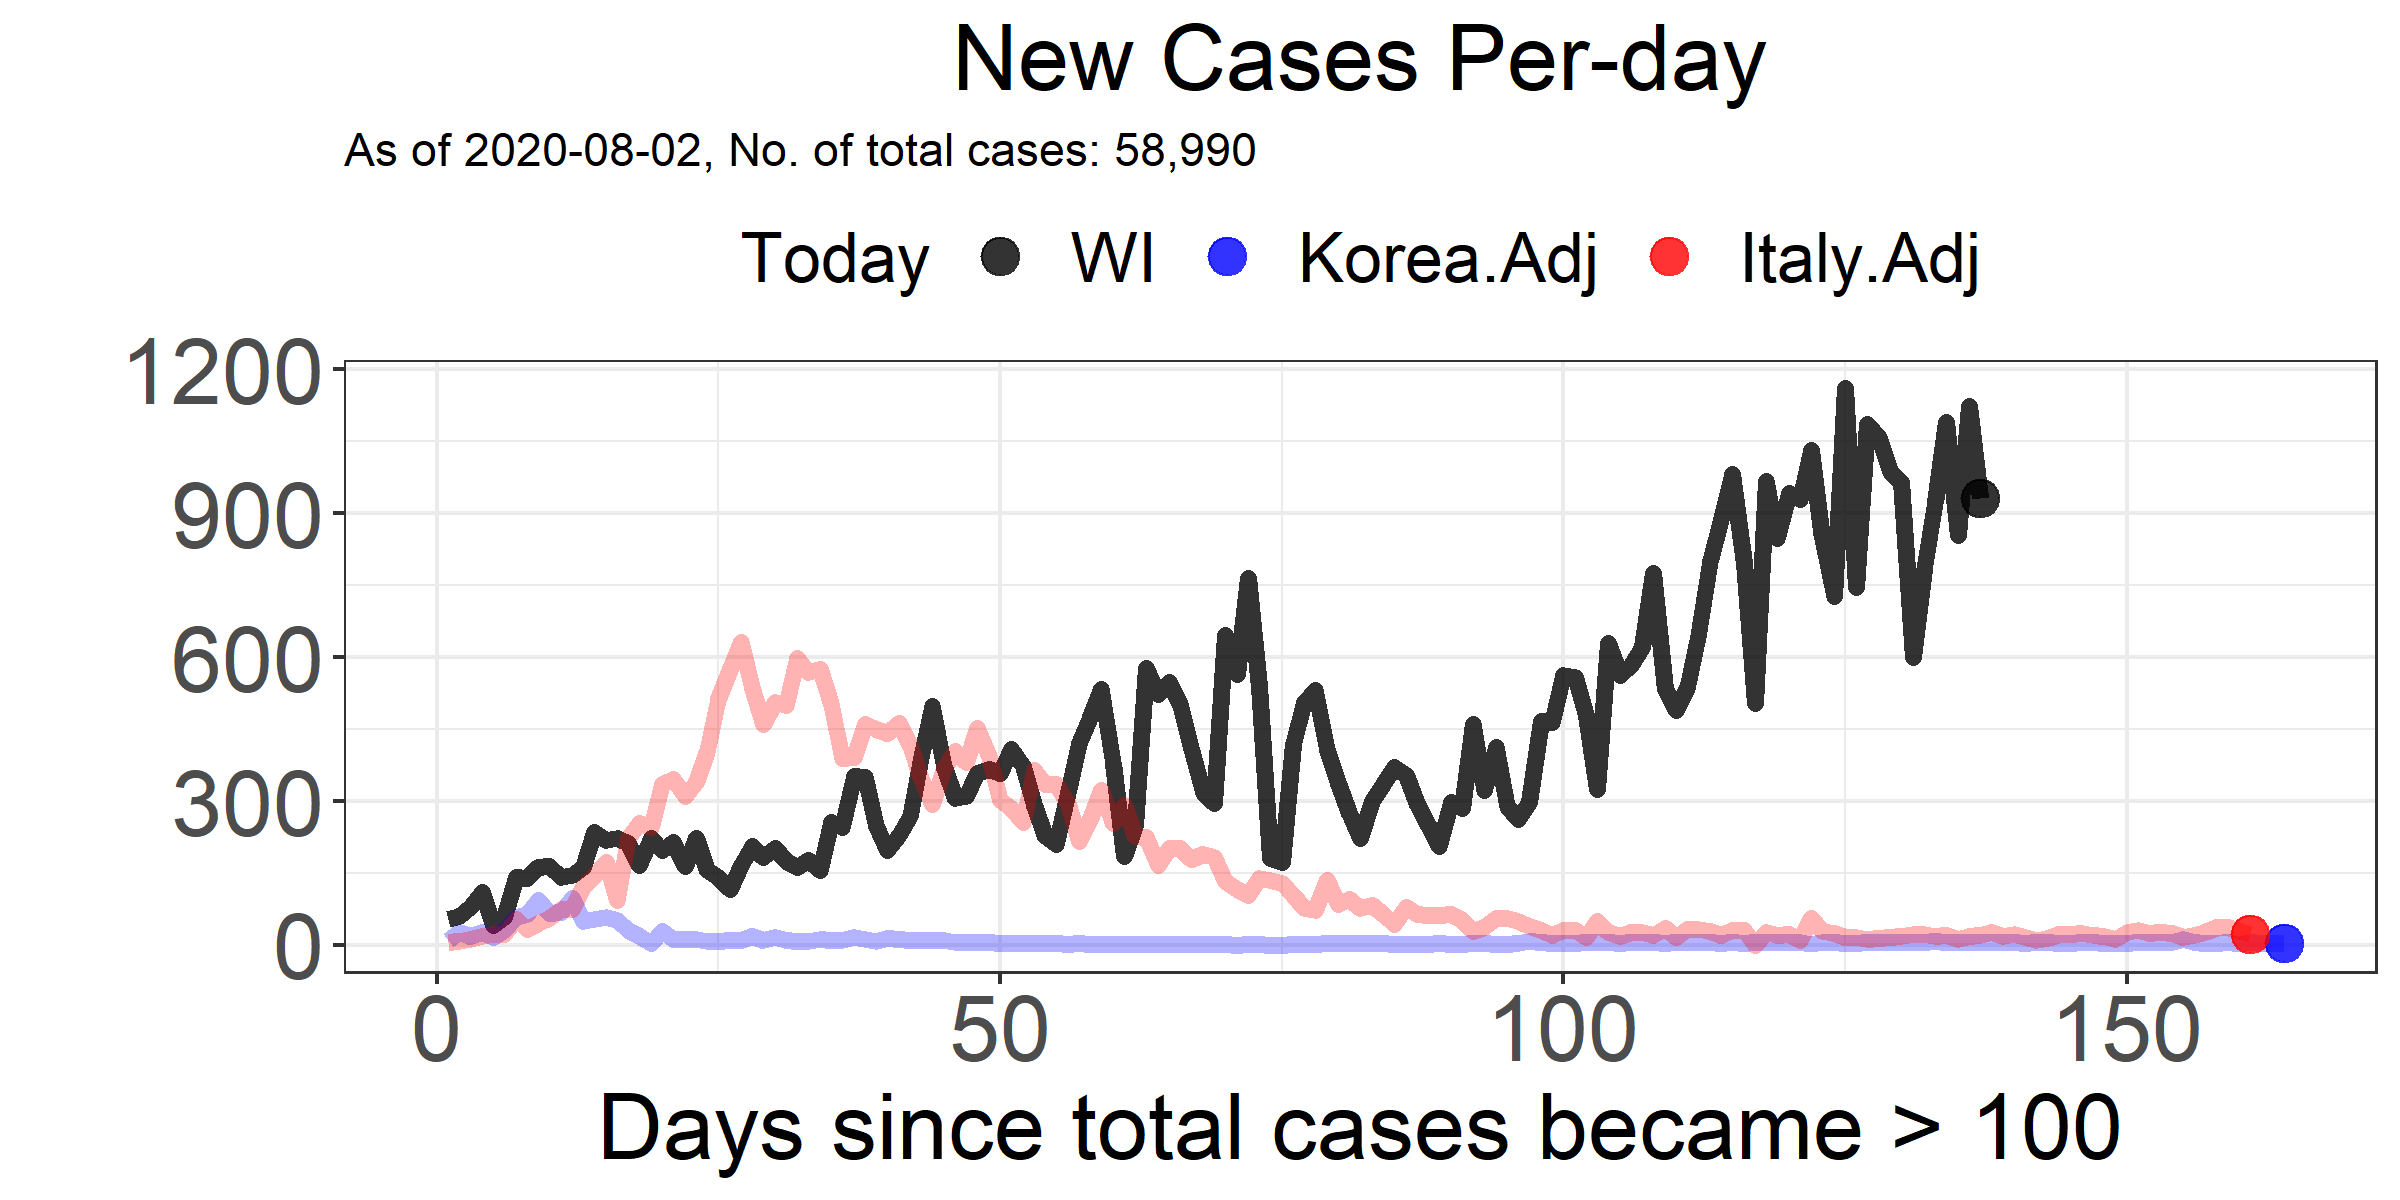 New Cases Per-day
As of 2020-08-02, No. of total cases: 58,990
Today WI Korea.Adj Italy.Adj
1200
900
600
300
0
0 50 100 150
Days since total cases became > 100